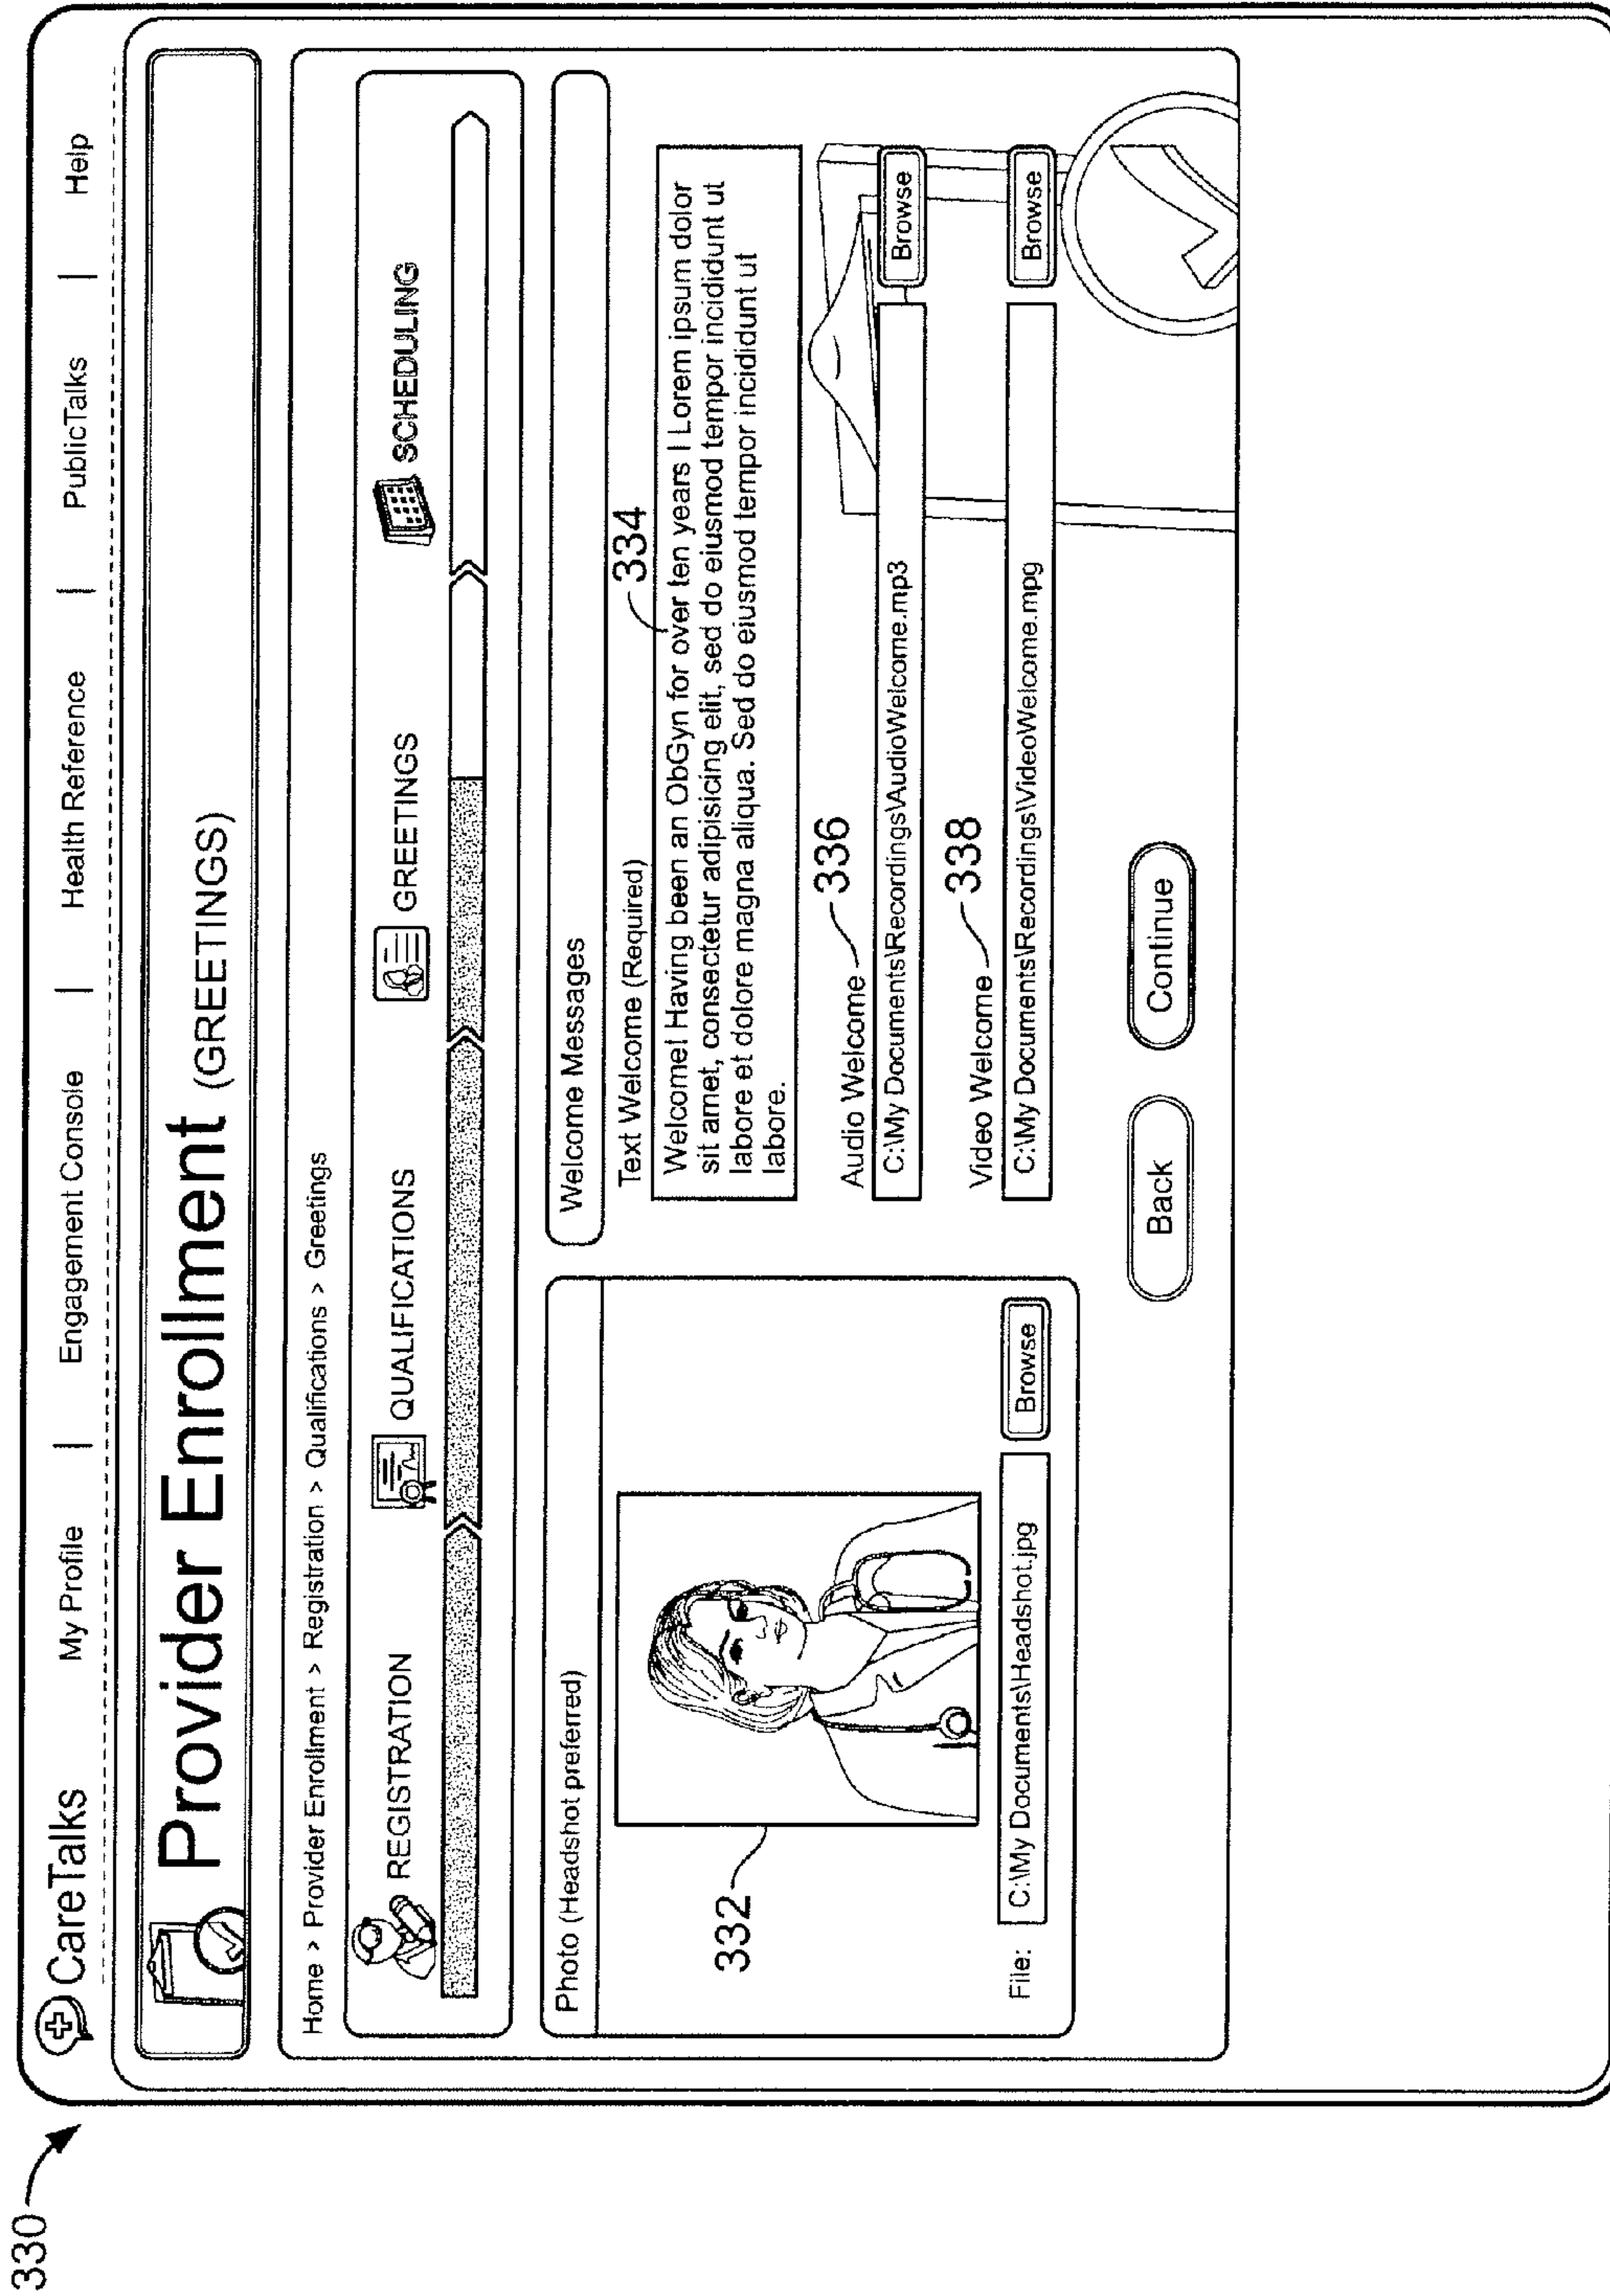 330
CareTalks
My Profile | Engagement Console | Health Reference | PublicTalks | Help
Provider Enrollment (GREETINGS)
Home > Provider Enrollment > Registration > Qualifications > Greetings
REGISTRATION QUALIFICATIONS GREETINGS SCHEDULING
Photo (Headshot preferred)
332
File: C:\My Documents\Headshot.jpg Browse
Welcome Messages
Text Welcome (Required)
334
Welcome! Having been an ObGyn for over ten years I Lorem ipsum dolor
sit amet, consectetur adipisicing elit, sed do eiusmod tempor incididunt ut
labore et dolore magna aliqua. Sed do eiusmod tempor incididunt ut
labore.
Audio Welcome 336
C:\My Documents\Recordings\AudioWelcome.mp3 Browse
Video Welcome 338
C:\My Documents\Recordings\VideoWelcome.mpg Browse
Back Continue